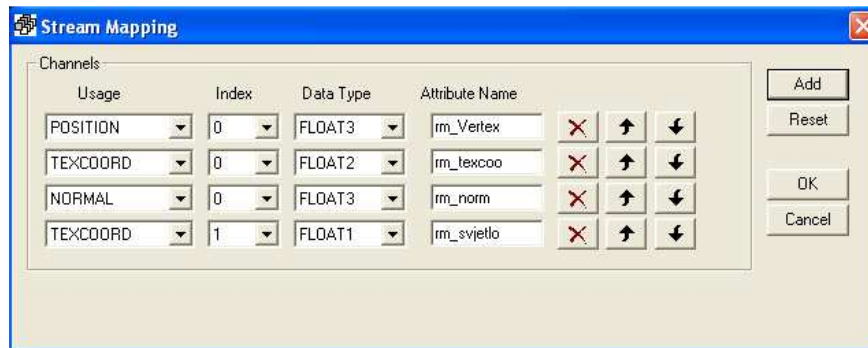 Stream Mapping
Channels
Usage Index Data Type Attribute Name
POSITION 0 FLOAT3 rm_Vertex
TEXCOORD 0 FLOAT2 rm_texcoo
NORMAL 0 FLOAT3 rm_norm
TEXCOORD 1 FLOAT1 rm_svjetlo
Add
Reset
OK
Cancel